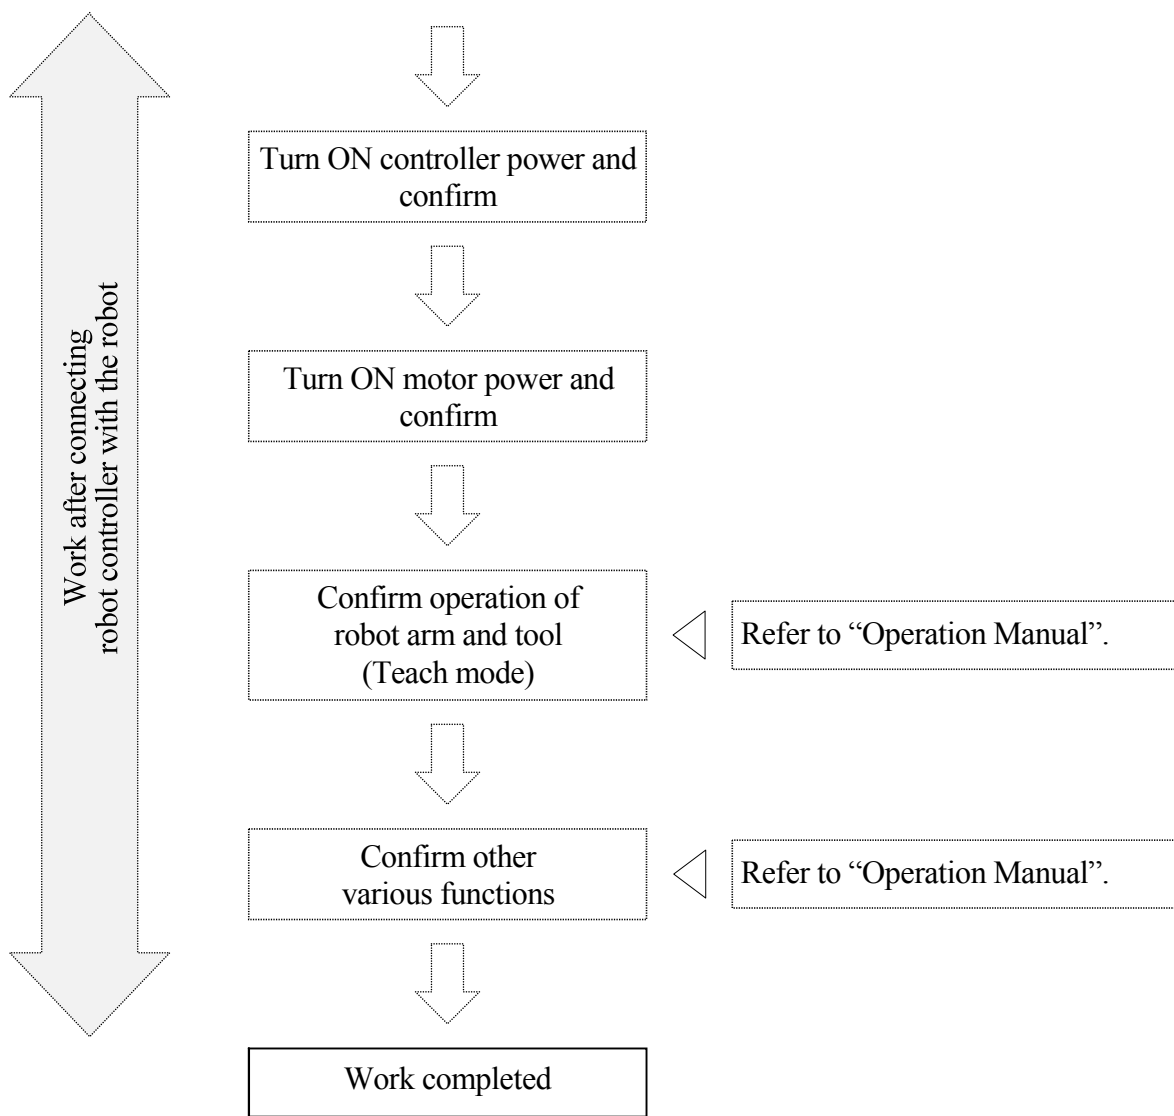 Turn ON controller power and
confirm
Turn ON motor power and
confirm
Work after connecting
robot controller with the robot
Confirm operation of
robot arm and tool
(Teach mode)
Refer to “Operation Manual”.
Confirm other
various functions
Refer to “Operation Manual”.
Work completed